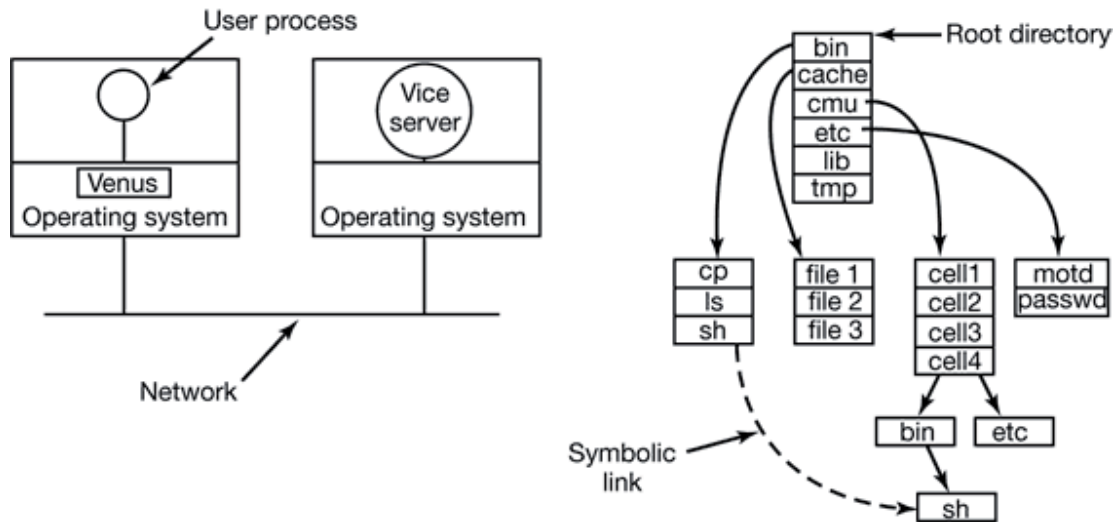 User process
Vice
server
Venus
Operating system
Operating system
Network
Root directory
bin
cache
cmu
etc
lib
tmp
cp
ls
sh
file 1
file 2
file 3
cell1
cell2
cell3
cell4
motd
passwd
bin
etc
Symbolic
link
sh